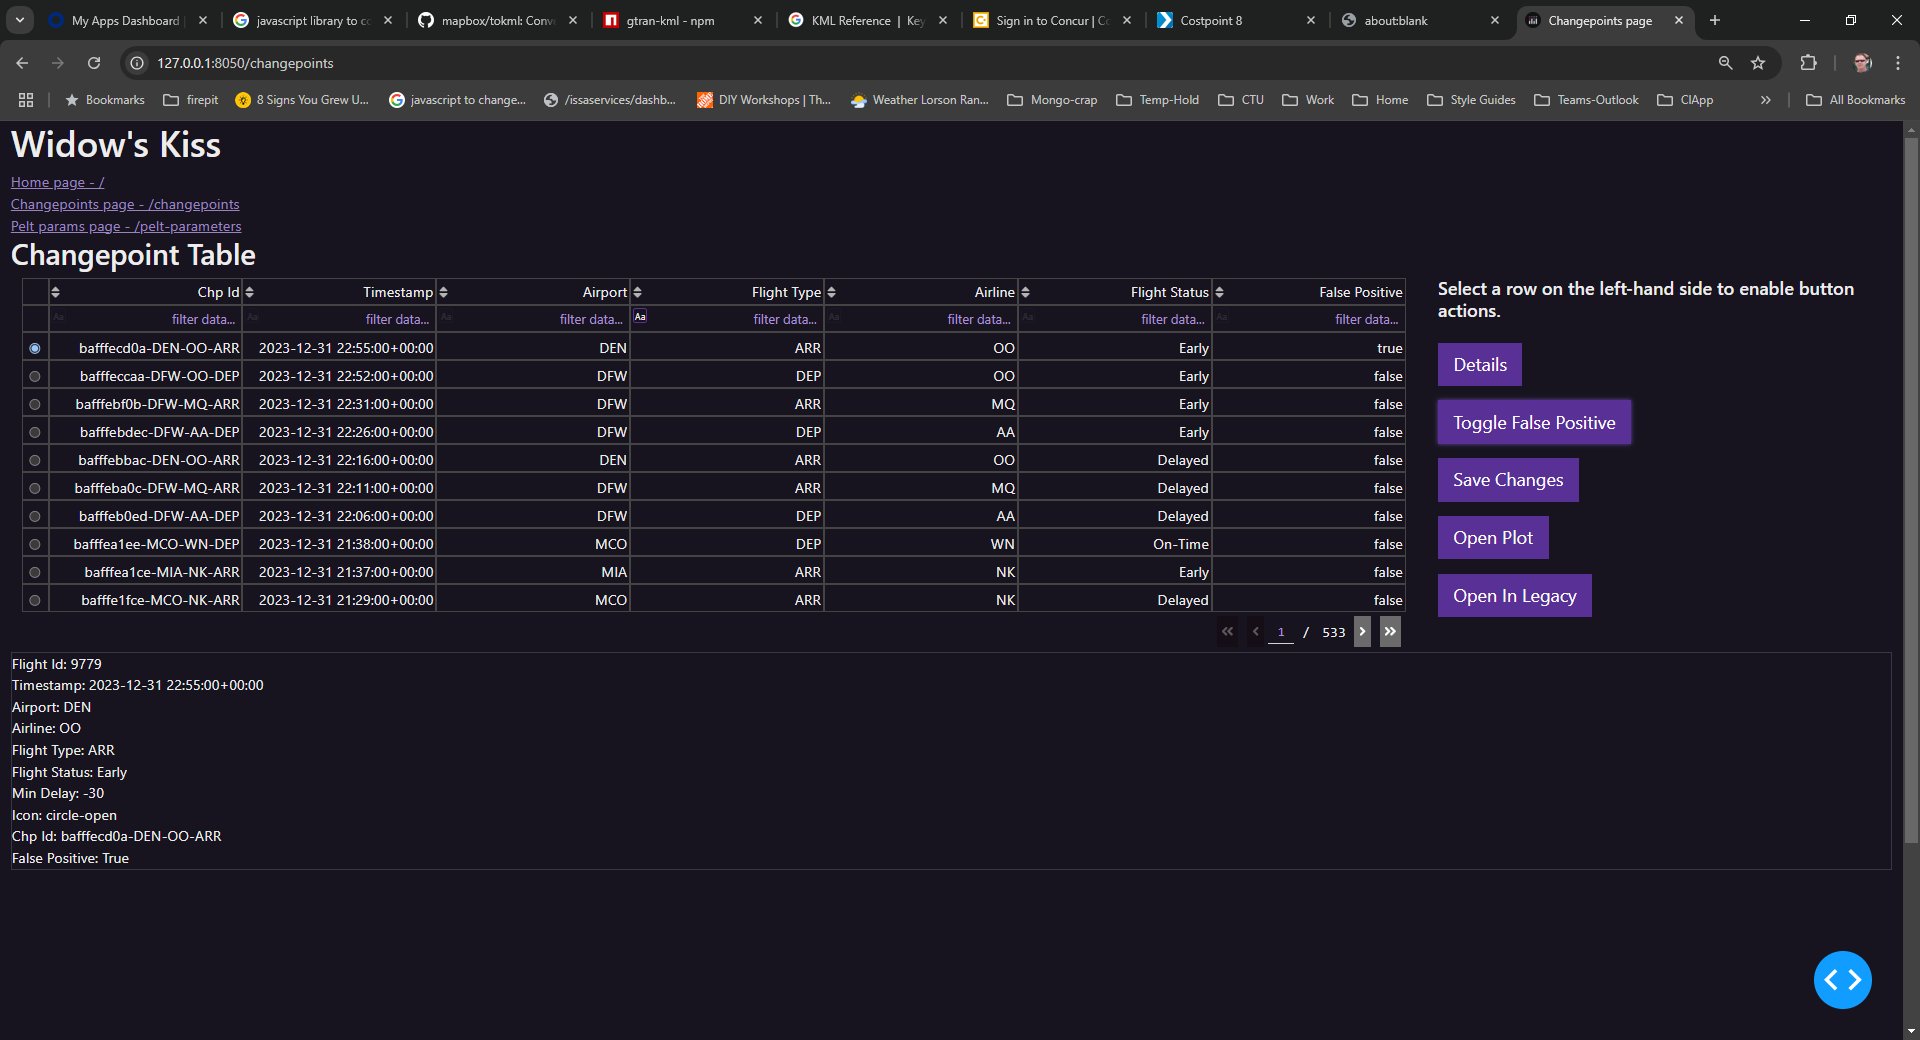 My Apps Dashboard
javascript library to co
mapbox/tokml: Conve
gtran-kml - npm
KML Reference | Key
Sign in to Concur | Co
Costpoint 8
about:blank
Changepoints page
127.0.0.1:8050/changepoints
Bookmarks
firepit
8 Signs You Grew U...
javascript to change...
/issaservices/dashb...
DIY Workshops | Th...
Weather Lorson Ran...
Mongo-crap
Temp-Hold
CTU
Work
Home
Style Guides
Teams-Outlook
CIApp
All Bookmarks
Widow's Kiss
Home page - /
Changepoints page - /changepoints
Pelt params page - /pelt-parameters
Changepoint Table
Chp Id Timestamp Airport Flight Type Airline Flight Status False Positive
Aa filter data... Aa filter data... Aa filter data... Aa filter data... Aa filter data... Aa filter data... Aa filter data...
bafffecd0a-DEN-OO-ARR 2023-12-31 22:55:00+00:00 DEN ARR OO Early true
bafffeccaa-DFW-OO-DEP 2023-12-31 22:52:00+00:00 DFW DEP OO Early false
bafffebf0b-DFW-MQ-ARR 2023-12-31 22:31:00+00:00 DFW ARR MQ Early false
bafffebdec-DFW-AA-DEP 2023-12-31 22:26:00+00:00 DFW DEP AA Early false
bafffebbac-DEN-OO-ARR 2023-12-31 22:16:00+00:00 DEN ARR OO Delayed false
bafffeba0c-DFW-MQ-ARR 2023-12-31 22:11:00+00:00 DFW ARR MQ Delayed false
bafffeb0ed-DFW-AA-DEP 2023-12-31 22:06:00+00:00 DFW DEP AA Delayed false
bafffea1ee-MCO-WN-DEP 2023-12-31 21:38:00+00:00 MCO DEP WN On-Time false
bafffea1ce-MIA-NK-ARR 2023-12-31 21:37:00+00:00 MIA ARR NK Early false
bafffe1fce-MCO-NK-ARR 2023-12-31 21:29:00+00:00 MCO ARR NK Delayed false
1 / 533
Select a row on the left-hand side to enable button
actions.
Details
Toggle False Positive
Save Changes
Open Plot
Open In Legacy
Flight Id: 9779
Timestamp: 2023-12-31 22:55:00+00:00
Airport: DEN
Airline: OO
Flight Type: ARR
Flight Status: Early
Min Delay: -30
Icon: circle-open
Chp Id: bafffecd0a-DEN-OO-ARR
False Positive: True